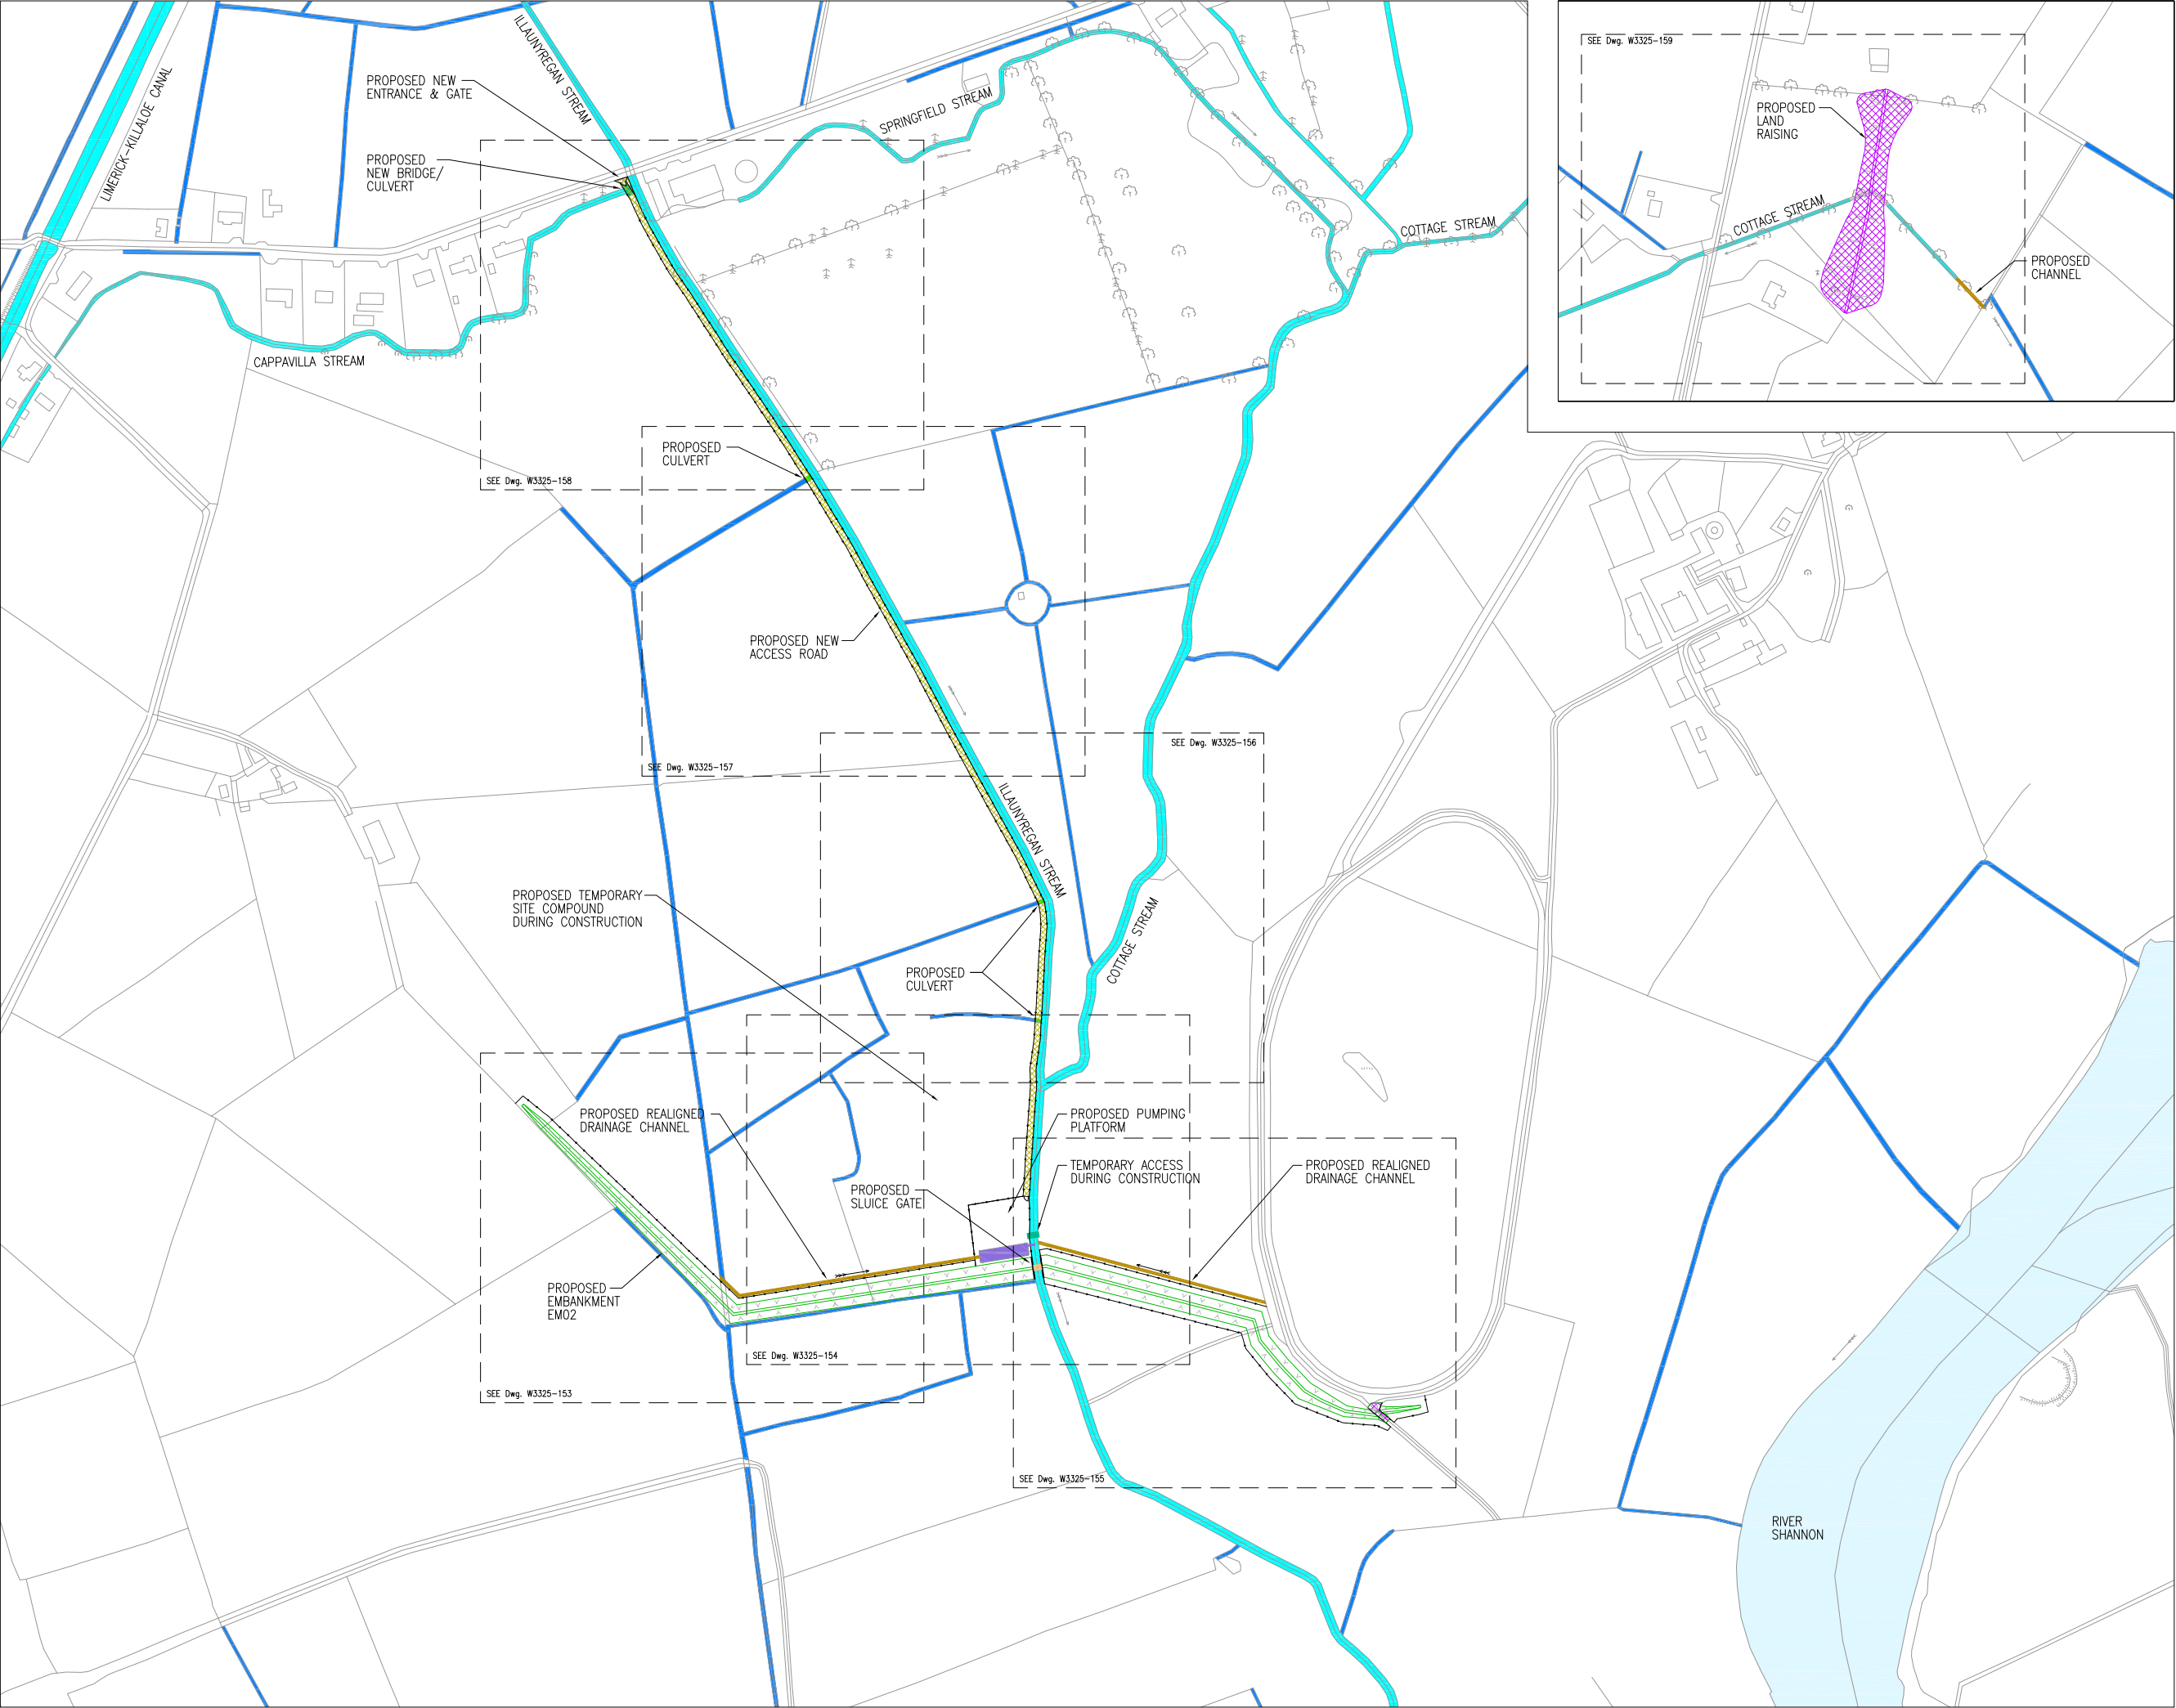 LIMERICK-KILLALOE CANAL
PROPOSED NEW
ENTRANCE & GATE
ILLAUNYREGAN STREAM
SPRINGFIELD STREAM
PROPOSED
NEW BRIDGE/
CULVERT
CAPPAVILLA STREAM
COTTAGE STREAM
SEE Dwg. W3325-159
PROPOSED
LAND
RAISING
COTTAGE STREAM
PROPOSED
CHANNEL
PROPOSED
CULVERT
SEE Dwg. W3325-158
PROPOSED NEW
ACCESS ROAD
SEE Dwg. W3325-156
SEE Dwg. W3325-157
ILLAUNYREGAN STREAM
PROPOSED TEMPORARY
SITE COMPOUND
DURING CONSTRUCTION
COTTAGE STREAM
PROPOSED
CULVERT
PROPOSED REALIGNED
DRAINAGE CHANNEL
PROPOSED PUMPING
PLATFORM
TEMPORARY ACCESS
DURING CONSTRUCTION
PROPOSED REALIGNED
DRAINAGE CHANNEL
PROPOSED
SLUICE GATE
PROPOSED
EMBANKMENT
EM02
SEE Dwg. W3325-154
SEE Dwg. W3325-153
SEE Dwg. W3325-155
RIVER
SHANNON